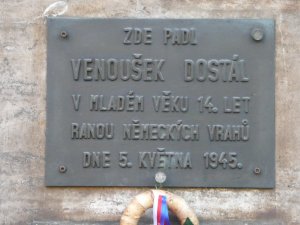 ZDE PADL
VENOUŠEK DOSTÁL
V MLADÉM VĚKU 14. LET
RANOU NĚMECKÝCH VRAHŮ
DNE 5. KVĚTNA 1945.